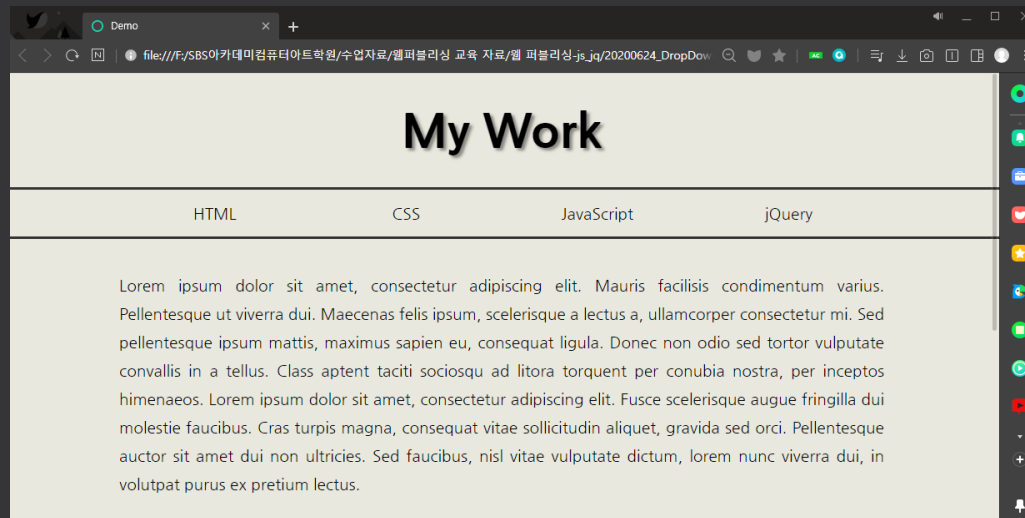 Demo
file:///F:/SBS아카데미컴퓨터아트학원/수업자료/웹퍼블리싱 교육 자료/웹 퍼블리싱-js_jq/20200624_DropDow
My Work
HTML CSS JavaScript jQuery
Lorem ipsum dolor sit amet, consectetur adipiscing elit. Mauris facilisis condimentum varius.
Pellentesque ut viverra dui. Maecenas felis ipsum, scelerisque a lectus a, ullamcorper consectetur mi. Sed
pellentesque ipsum mattis, maximus sapien eu, consequat ligula. Donec non odio sed tortor vulputate
convallis in a tellus. Class aptent taciti sociosqu ad litora torquent per conubia nostra, per inceptos
himenaeos. Lorem ipsum dolor sit amet, consectetur adipiscing elit. Fusce scelerisque augue fringilla dui
molestie faucibus. Cras turpis magna, consequat vitae sollicitudin aliquet, gravida sed orci. Pellentesque
auctor sit amet dui non ultricies. Sed faucibus, nisl vitae vulputate dictum, lorem nunc viverra dui, in
volutpat purus ex pretium lectus.